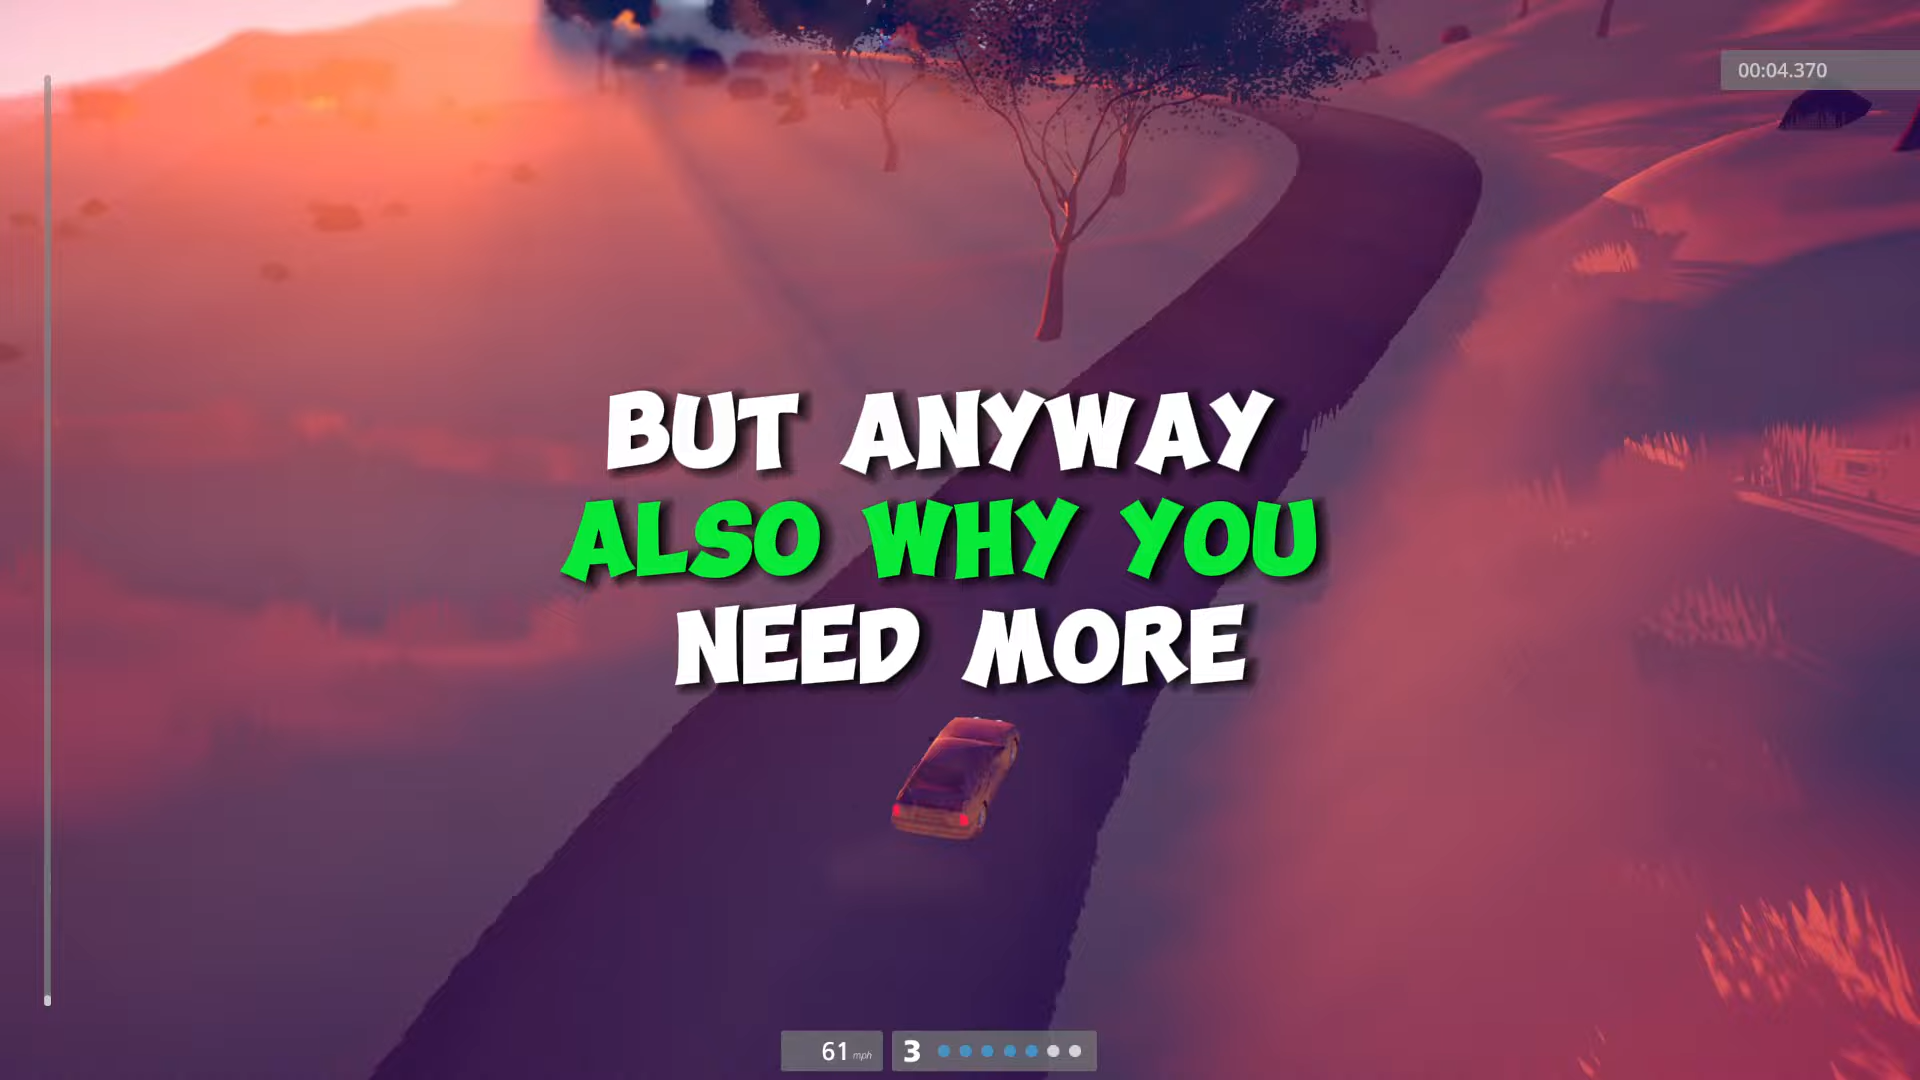 00:04.370
BUT ANYWAY
ALSO WHY YOU
NEED MORE
61 mph 3